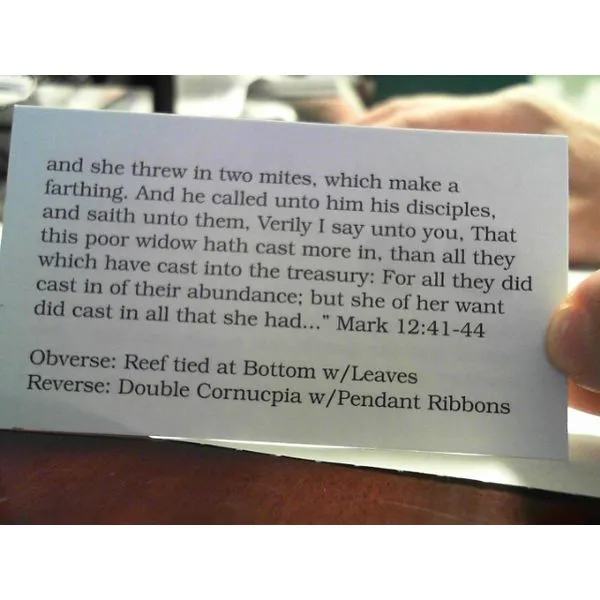 and she threw in two mites, which make a
farthing. And he called unto him his disciples,
and saith unto them, Verily I say unto you, That
this poor widow hath cast more in, than all they
which have cast into the treasury: For all they did
cast in of their abundance; but she of her want
did cast in all that she had..." Mark 12:41-44
Obverse: Reef tied at Bottom w/Leaves
Reverse: Double Cornucpia w/Pendant Ribbons